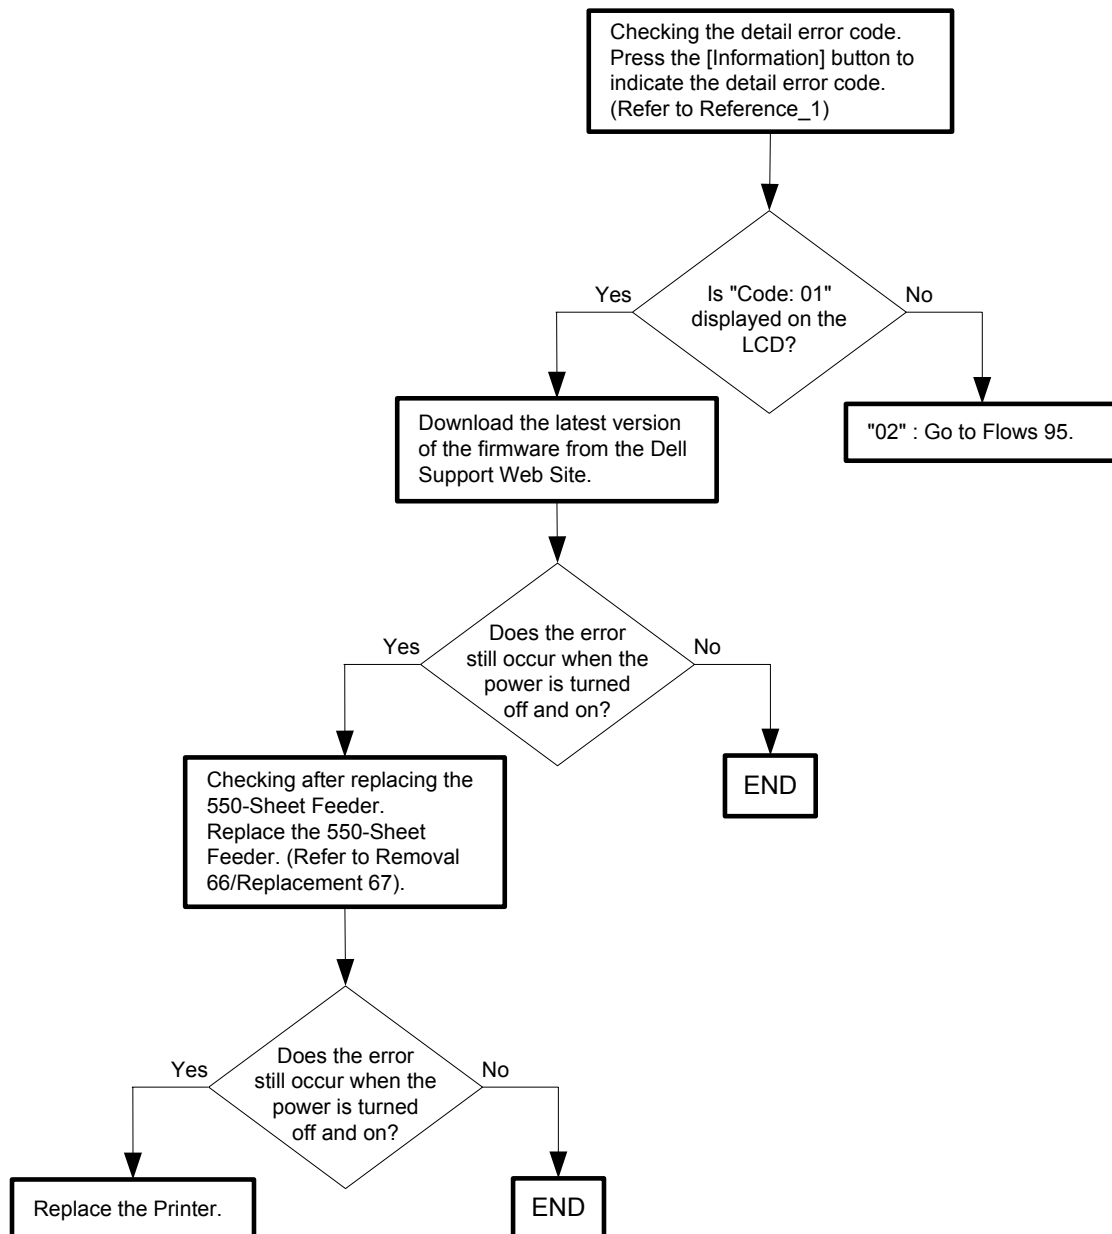 Checking the detail error code.
Press the [Information] button to
indicate the detail error code.
(Refer to Reference_1)
Is "Code: 01"
displayed on the
LCD?
Yes
No
Download the latest version
of the firmware from the Dell
Support Web Site.
"02" : Go to Flows 95.
Does the error
still occur when the
power is turned
off and on?
Yes
No
Checking after replacing the
550-Sheet Feeder.
Replace the 550-Sheet
Feeder. (Refer to Removal
66/Replacement 67).
END
Does the error
still occur when the
power is turned
off and on?
Yes
No
Replace the Printer.
END